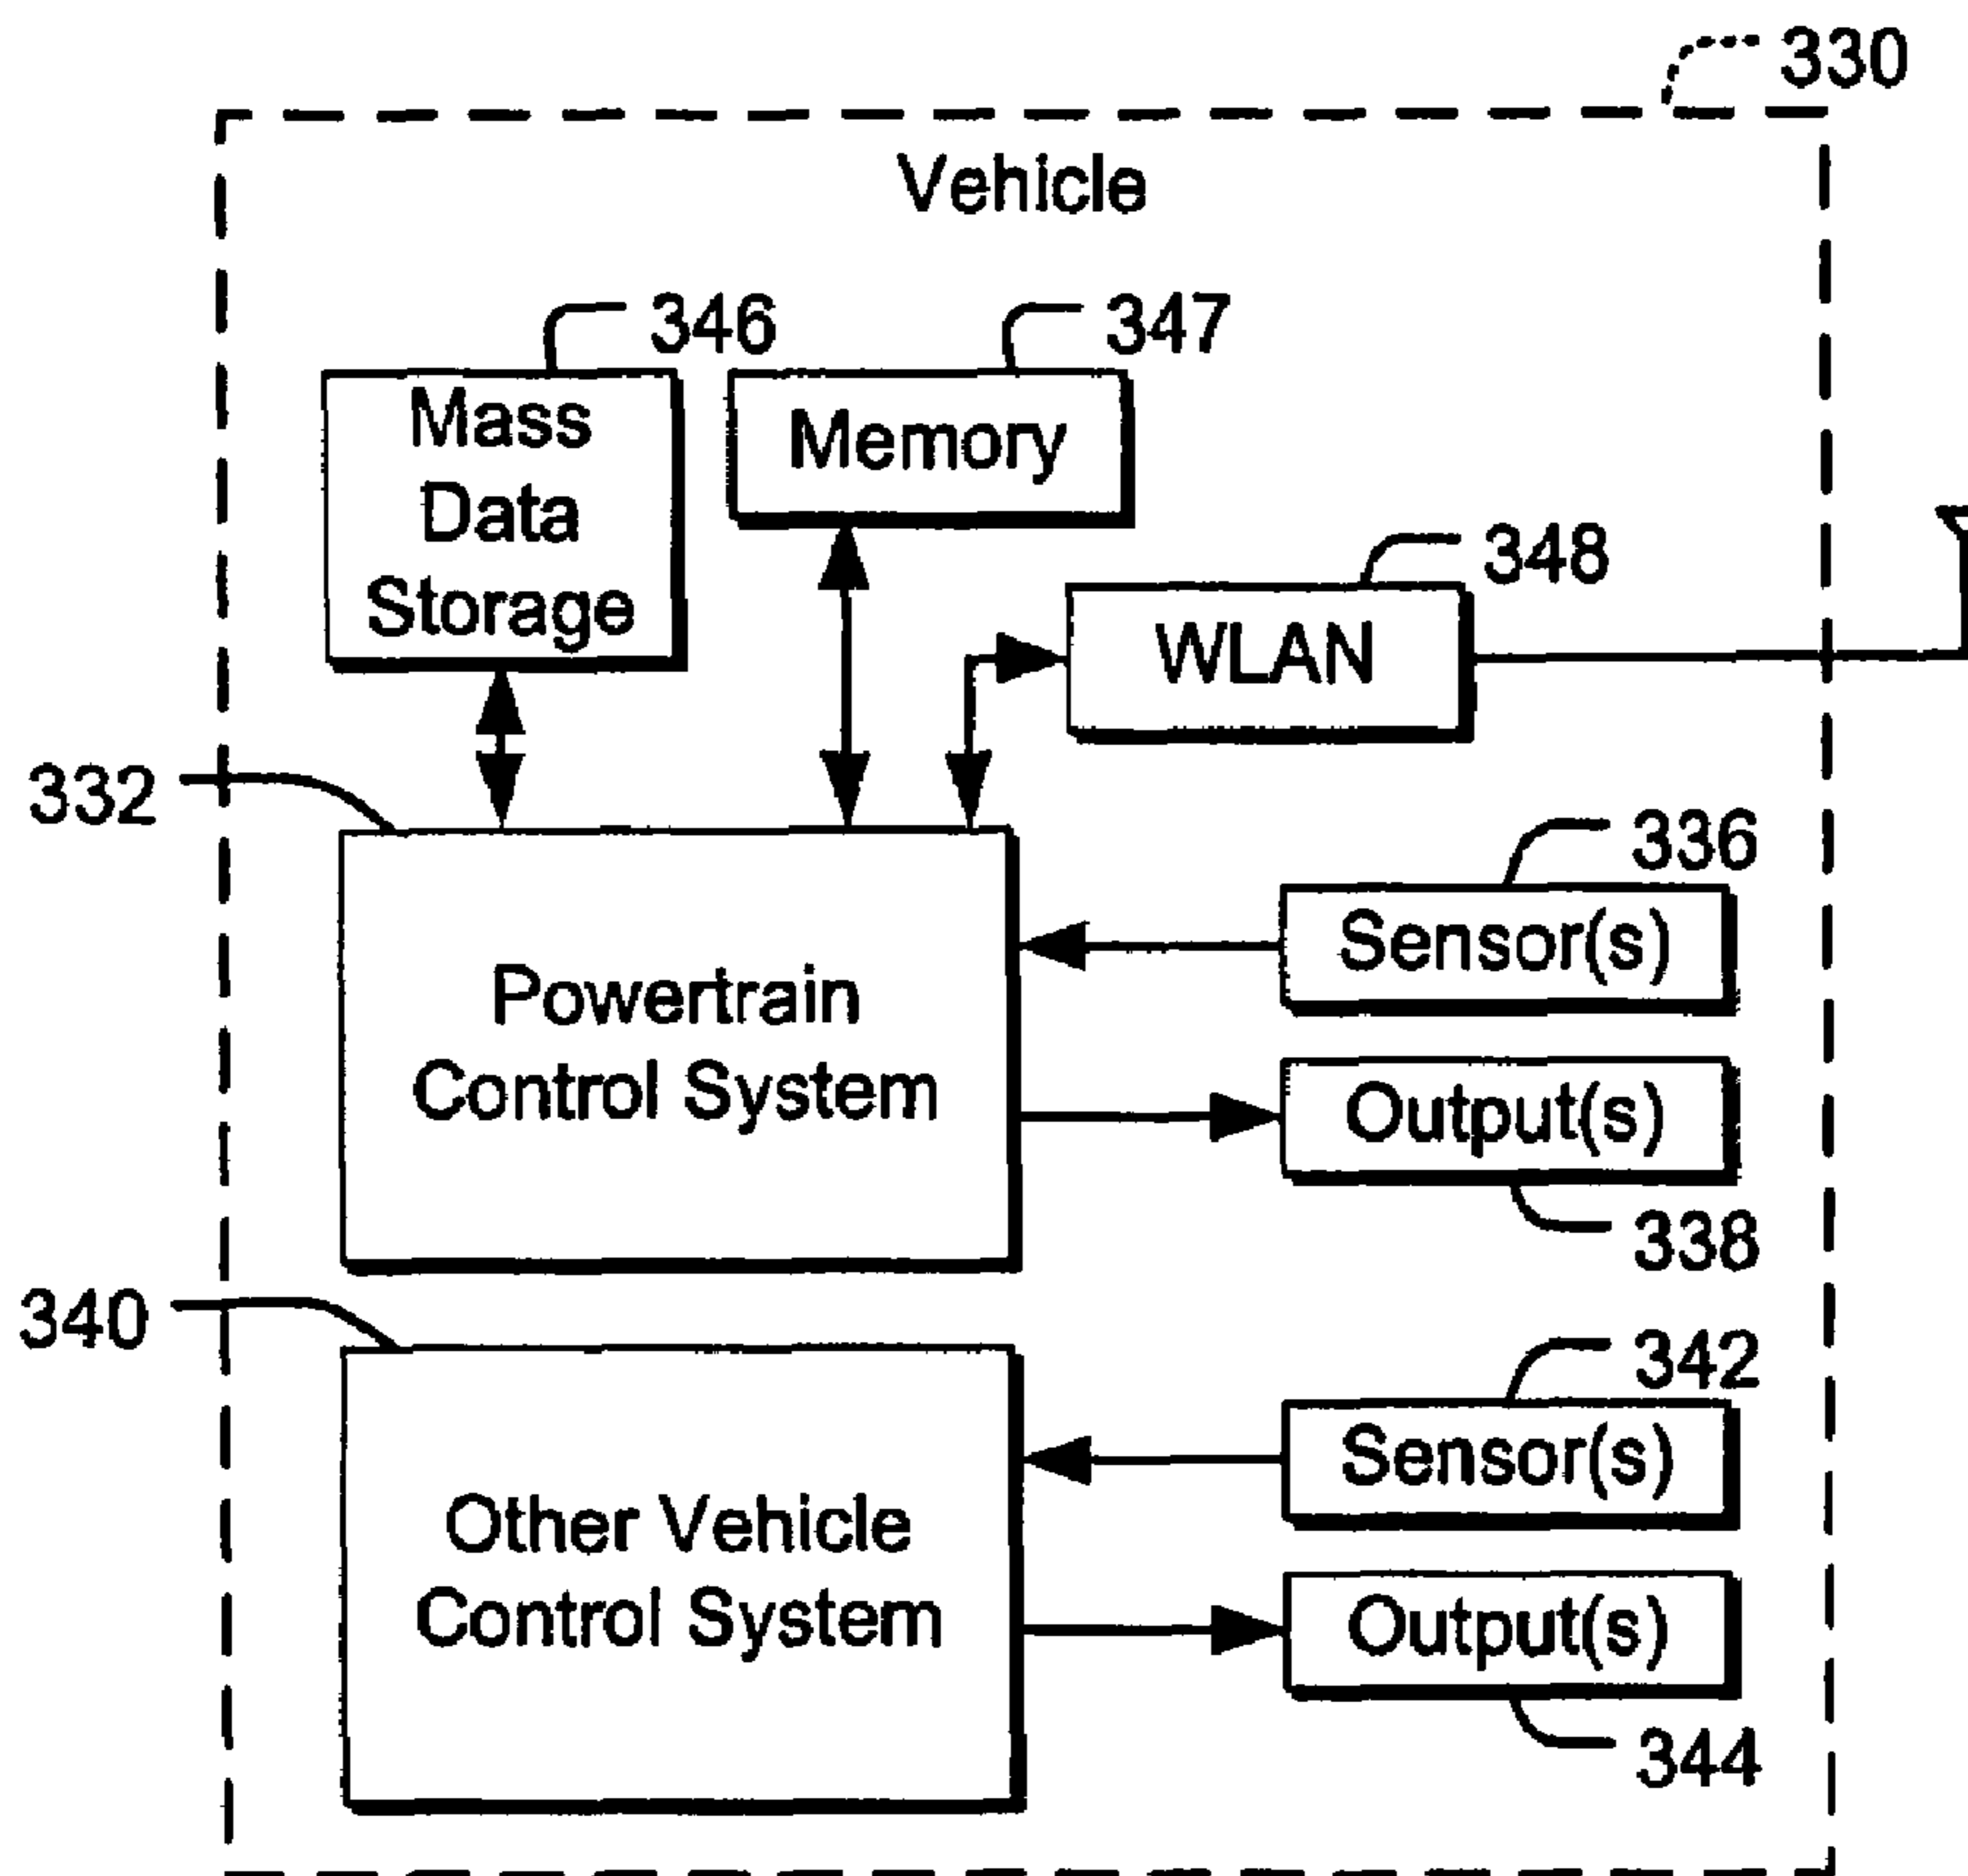 330
Vehicle
346
347
Mass
Data
Storage
Memory
348
WLAN
332
336
Sensor(s)
Powertrain
Control System
Output(s)
338
340
342
Sensor(s)
Other Vehicle
Control System
Output(s)
344